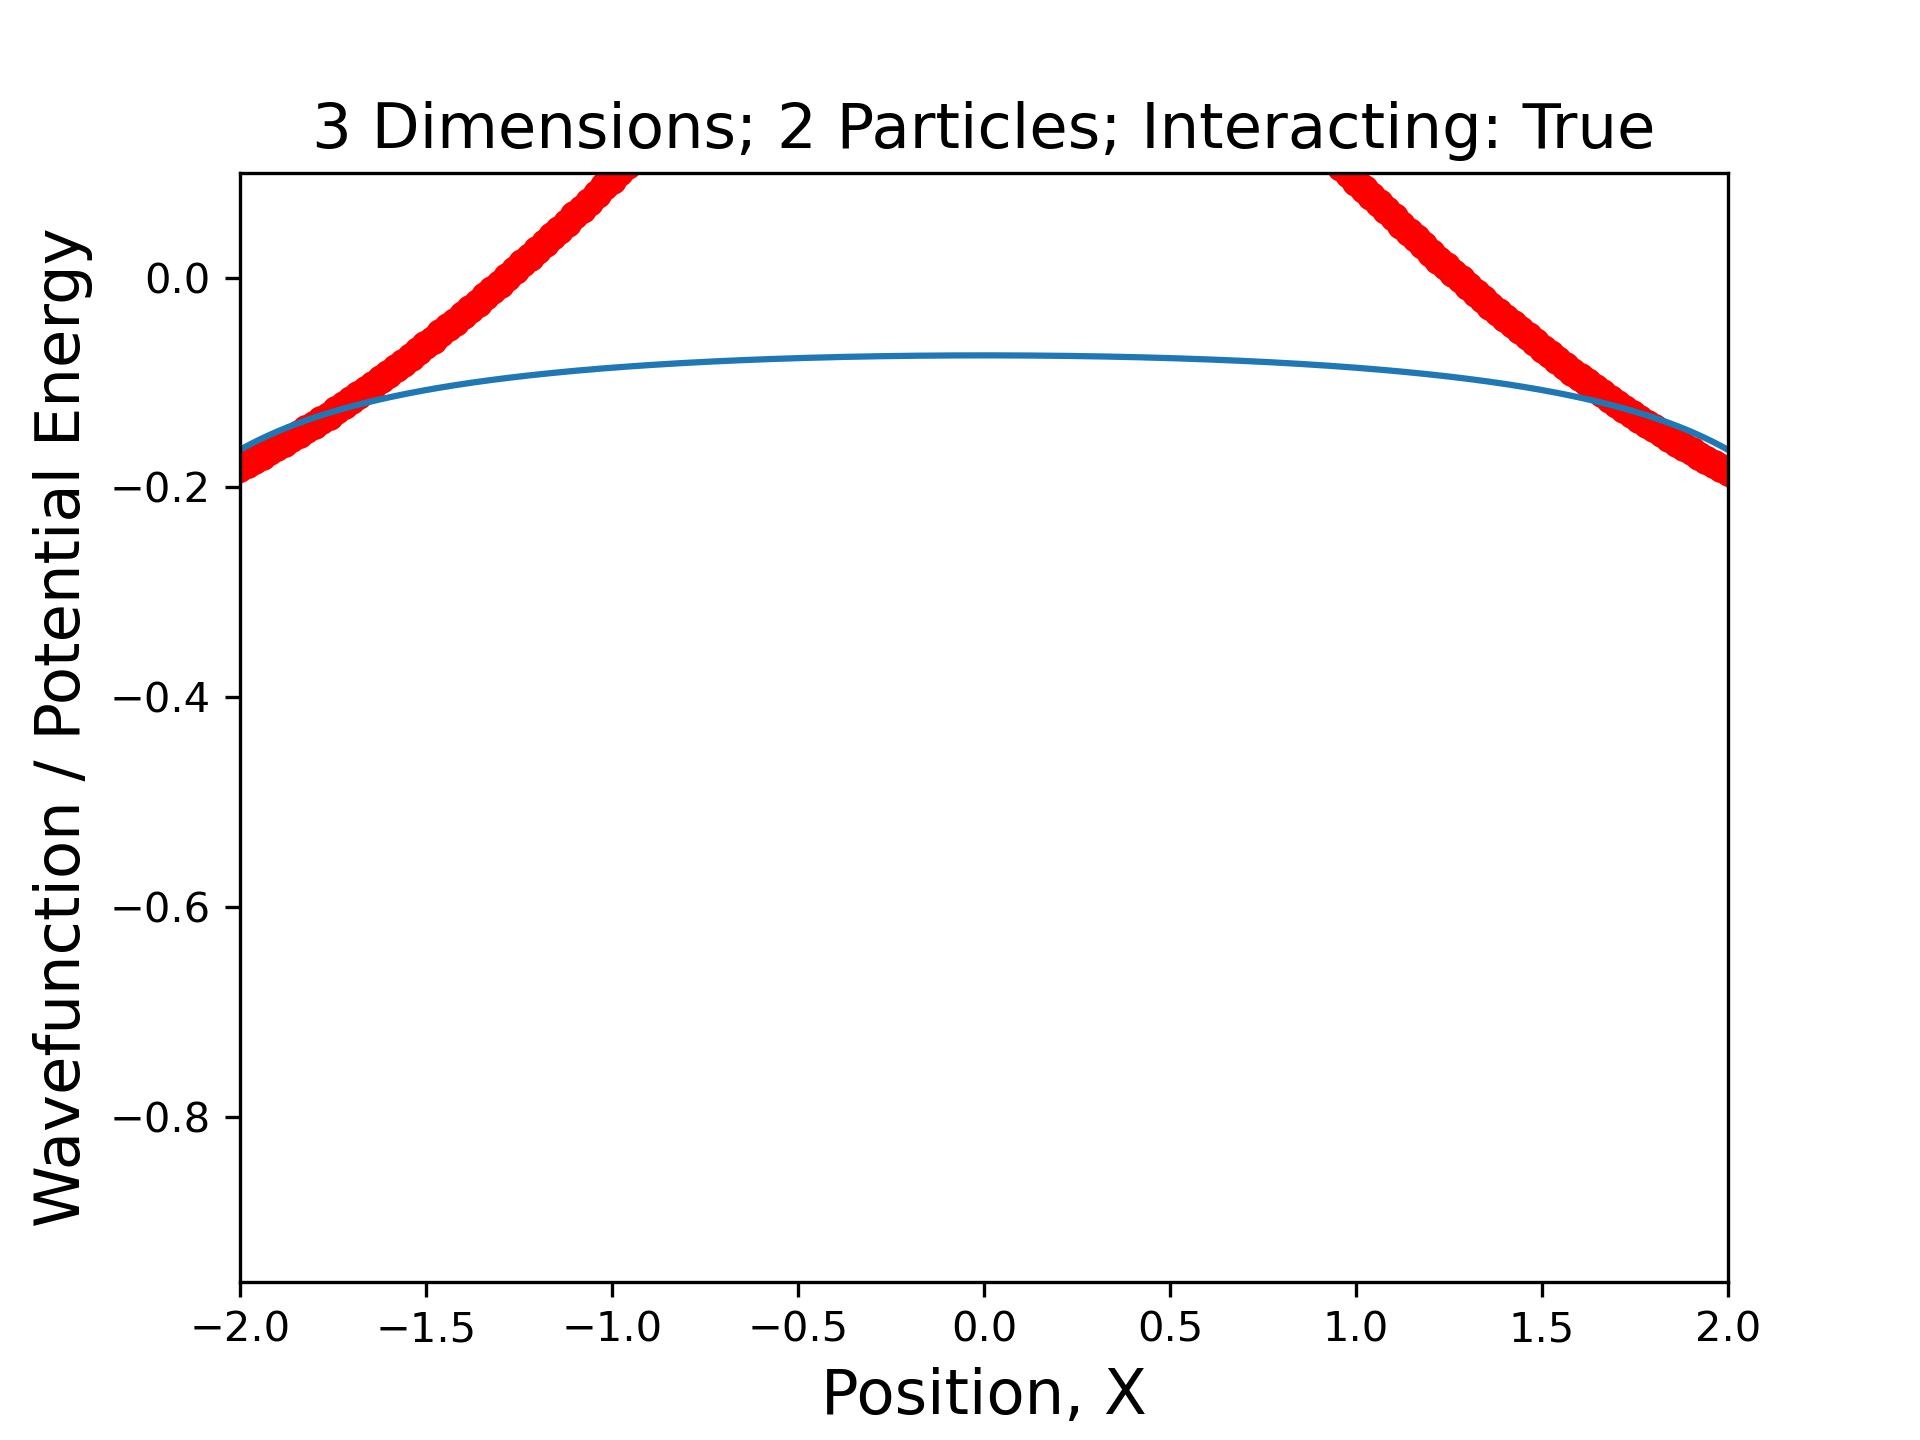 3 Dimensions; 2 Particles; Interacting: True
Wavefunction / Potential Energy
0.0
−0.2
−0.4
−0.6
−0.8
−2.0 −1.5 −1.0 −0.5 0.0 0.5 1.0 1.5 2.0
Position, X